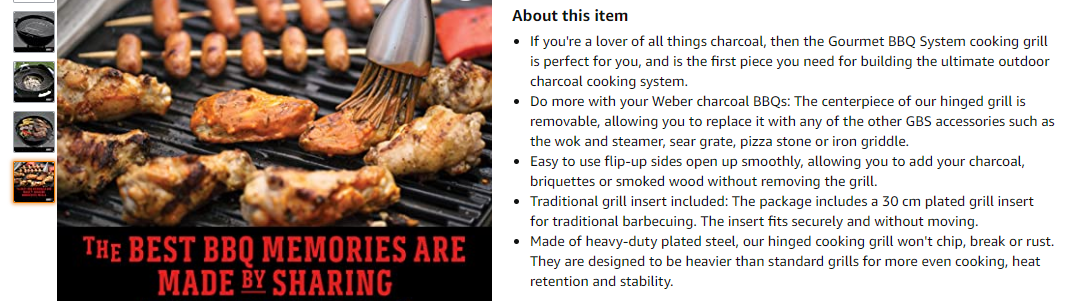 THE BEST BBQ MEMORIES ARE
MADE BY SHARING
About this item
If you're a lover of all things charcoal, then the Gourmet BBQ System cooking grill
is perfect for you, and is the first piece you need for building the ultimate outdoor
charcoal cooking system.
Do more with your Weber charcoal BBQs: The centerpiece of our hinged grill is
removable, allowing you to replace it with any of the other GBS accessories such as
the wok and steamer, sear grate, pizza stone or iron griddle.
Easy to use flip-up sides open up smoothly, allowing you to add your charcoal,
briquettes or smoked wood without removing the grill.
Traditional grill insert included: The package includes a 30 cm plated grill insert
for traditional barbecuing. The insert fits securely and without moving.
Made of heavy-duty plated steel, our hinged cooking grill won't chip, break or rust.
They are designed to be heavier than standard grills for more even cooking, heat
retention and stability.